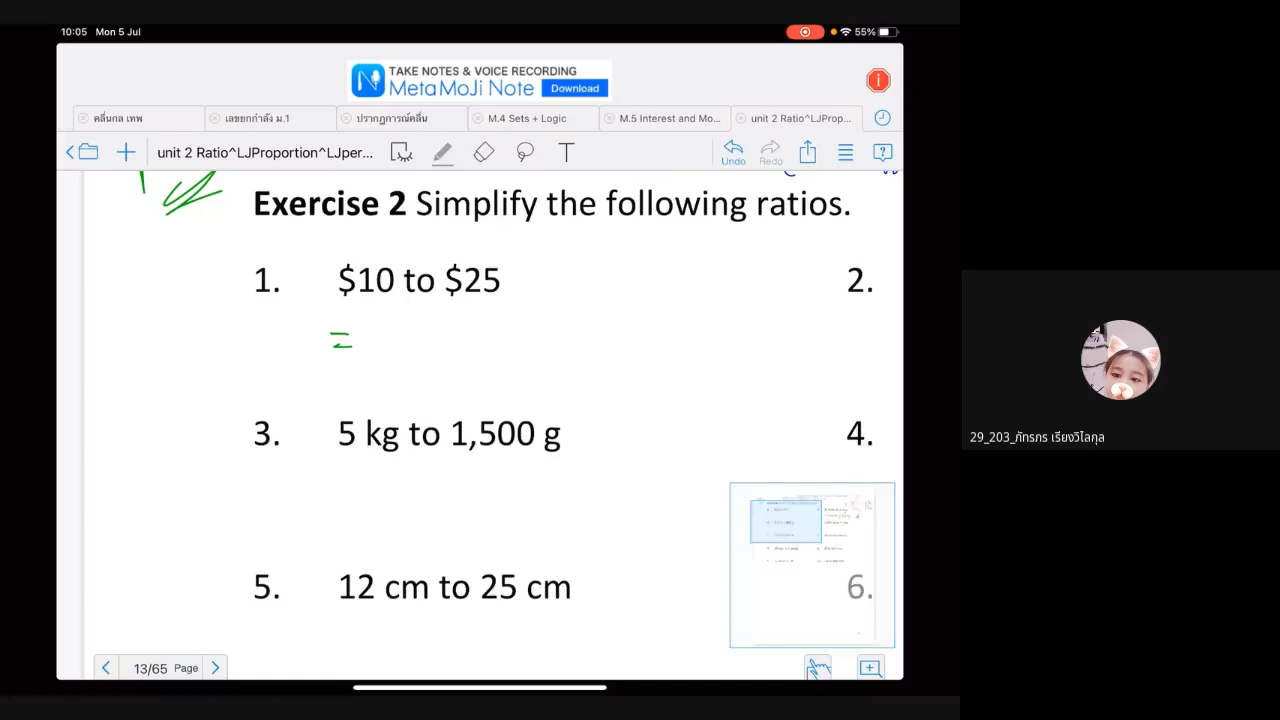 10:05 Mon 5 Jul
55%
TAKE NOTES & VOICE RECORDING
MetaMoJi Note Download
คลื่นกล เทพ
เลขยกกำลัง ม.1
ปรากฏการณ์คลื่น
M.4 Sets + Logic
M.5 Interest and Mo...
unit 2 Ratio^LJProp...
unit 2 Ratio^LJProportion^LJper...
T
Undo
Redo
Exercise 2 Simplify the following ratios.
1. $10 to $25
2.
=
3. 5 kg to 1,500 g
4.
5. 12 cm to 25 cm
6.
13/65 Page
29_203_ภัทรภร เรียงวิไลกุล